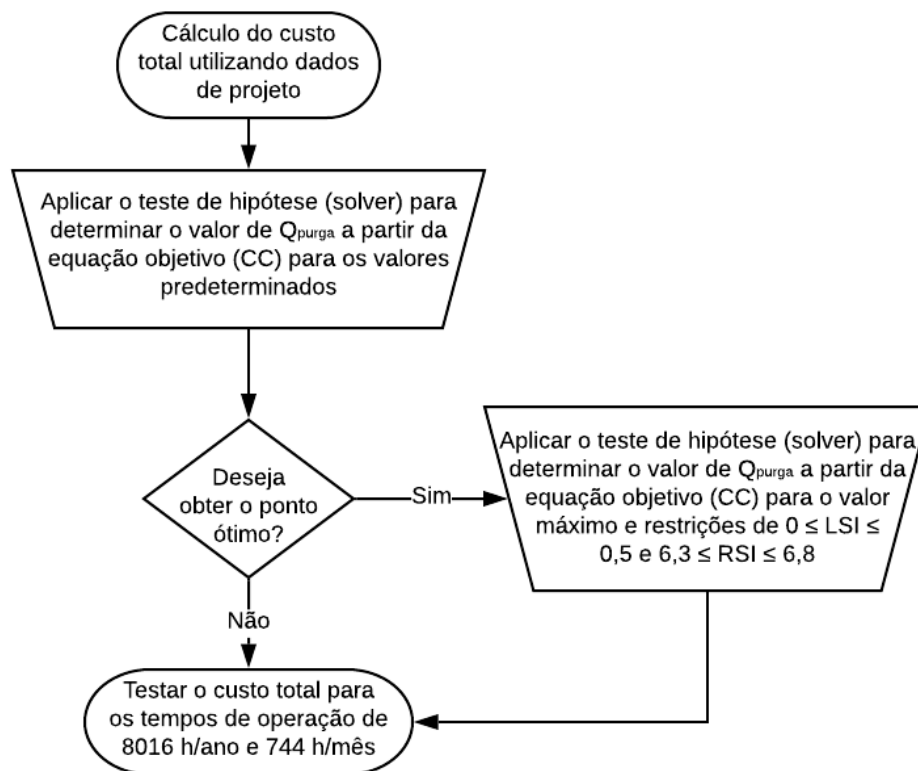 Cálculo do custo
total utilizando dados
de projeto
Aplicar o teste de hipótese (solver) para
determinar o valor de Qpurga a partir da
equação objetivo (CC) para os valores
predeterminados
Deseja
obter o ponto
ótimo?
Sim
Aplicar o teste de hipótese (solver) para
determinar o valor de Qpurga a partir da
equação objetivo (CC) para o valor
máximo e restrições de 0 ≤ LSI ≤
0,5 e 6,3 ≤ RSI ≤ 6,8
Não
Testar o custo total para
os tempos de operação de
8016 h/ano e 744 h/mês